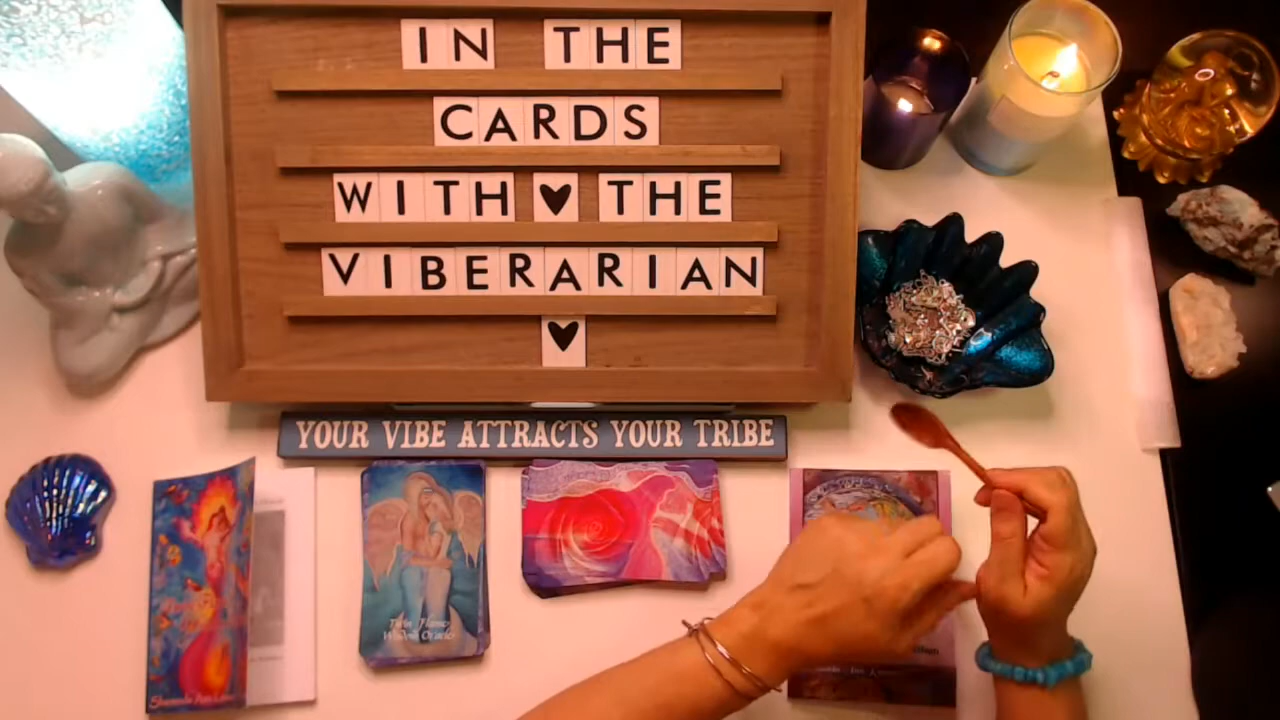 IN THE
CARDS
WITH ♥ THE
VIBERARIAN
♥
YOUR VIBE ATTRACTS YOUR TRIBE
Twin Flame
Wisdom Oracle